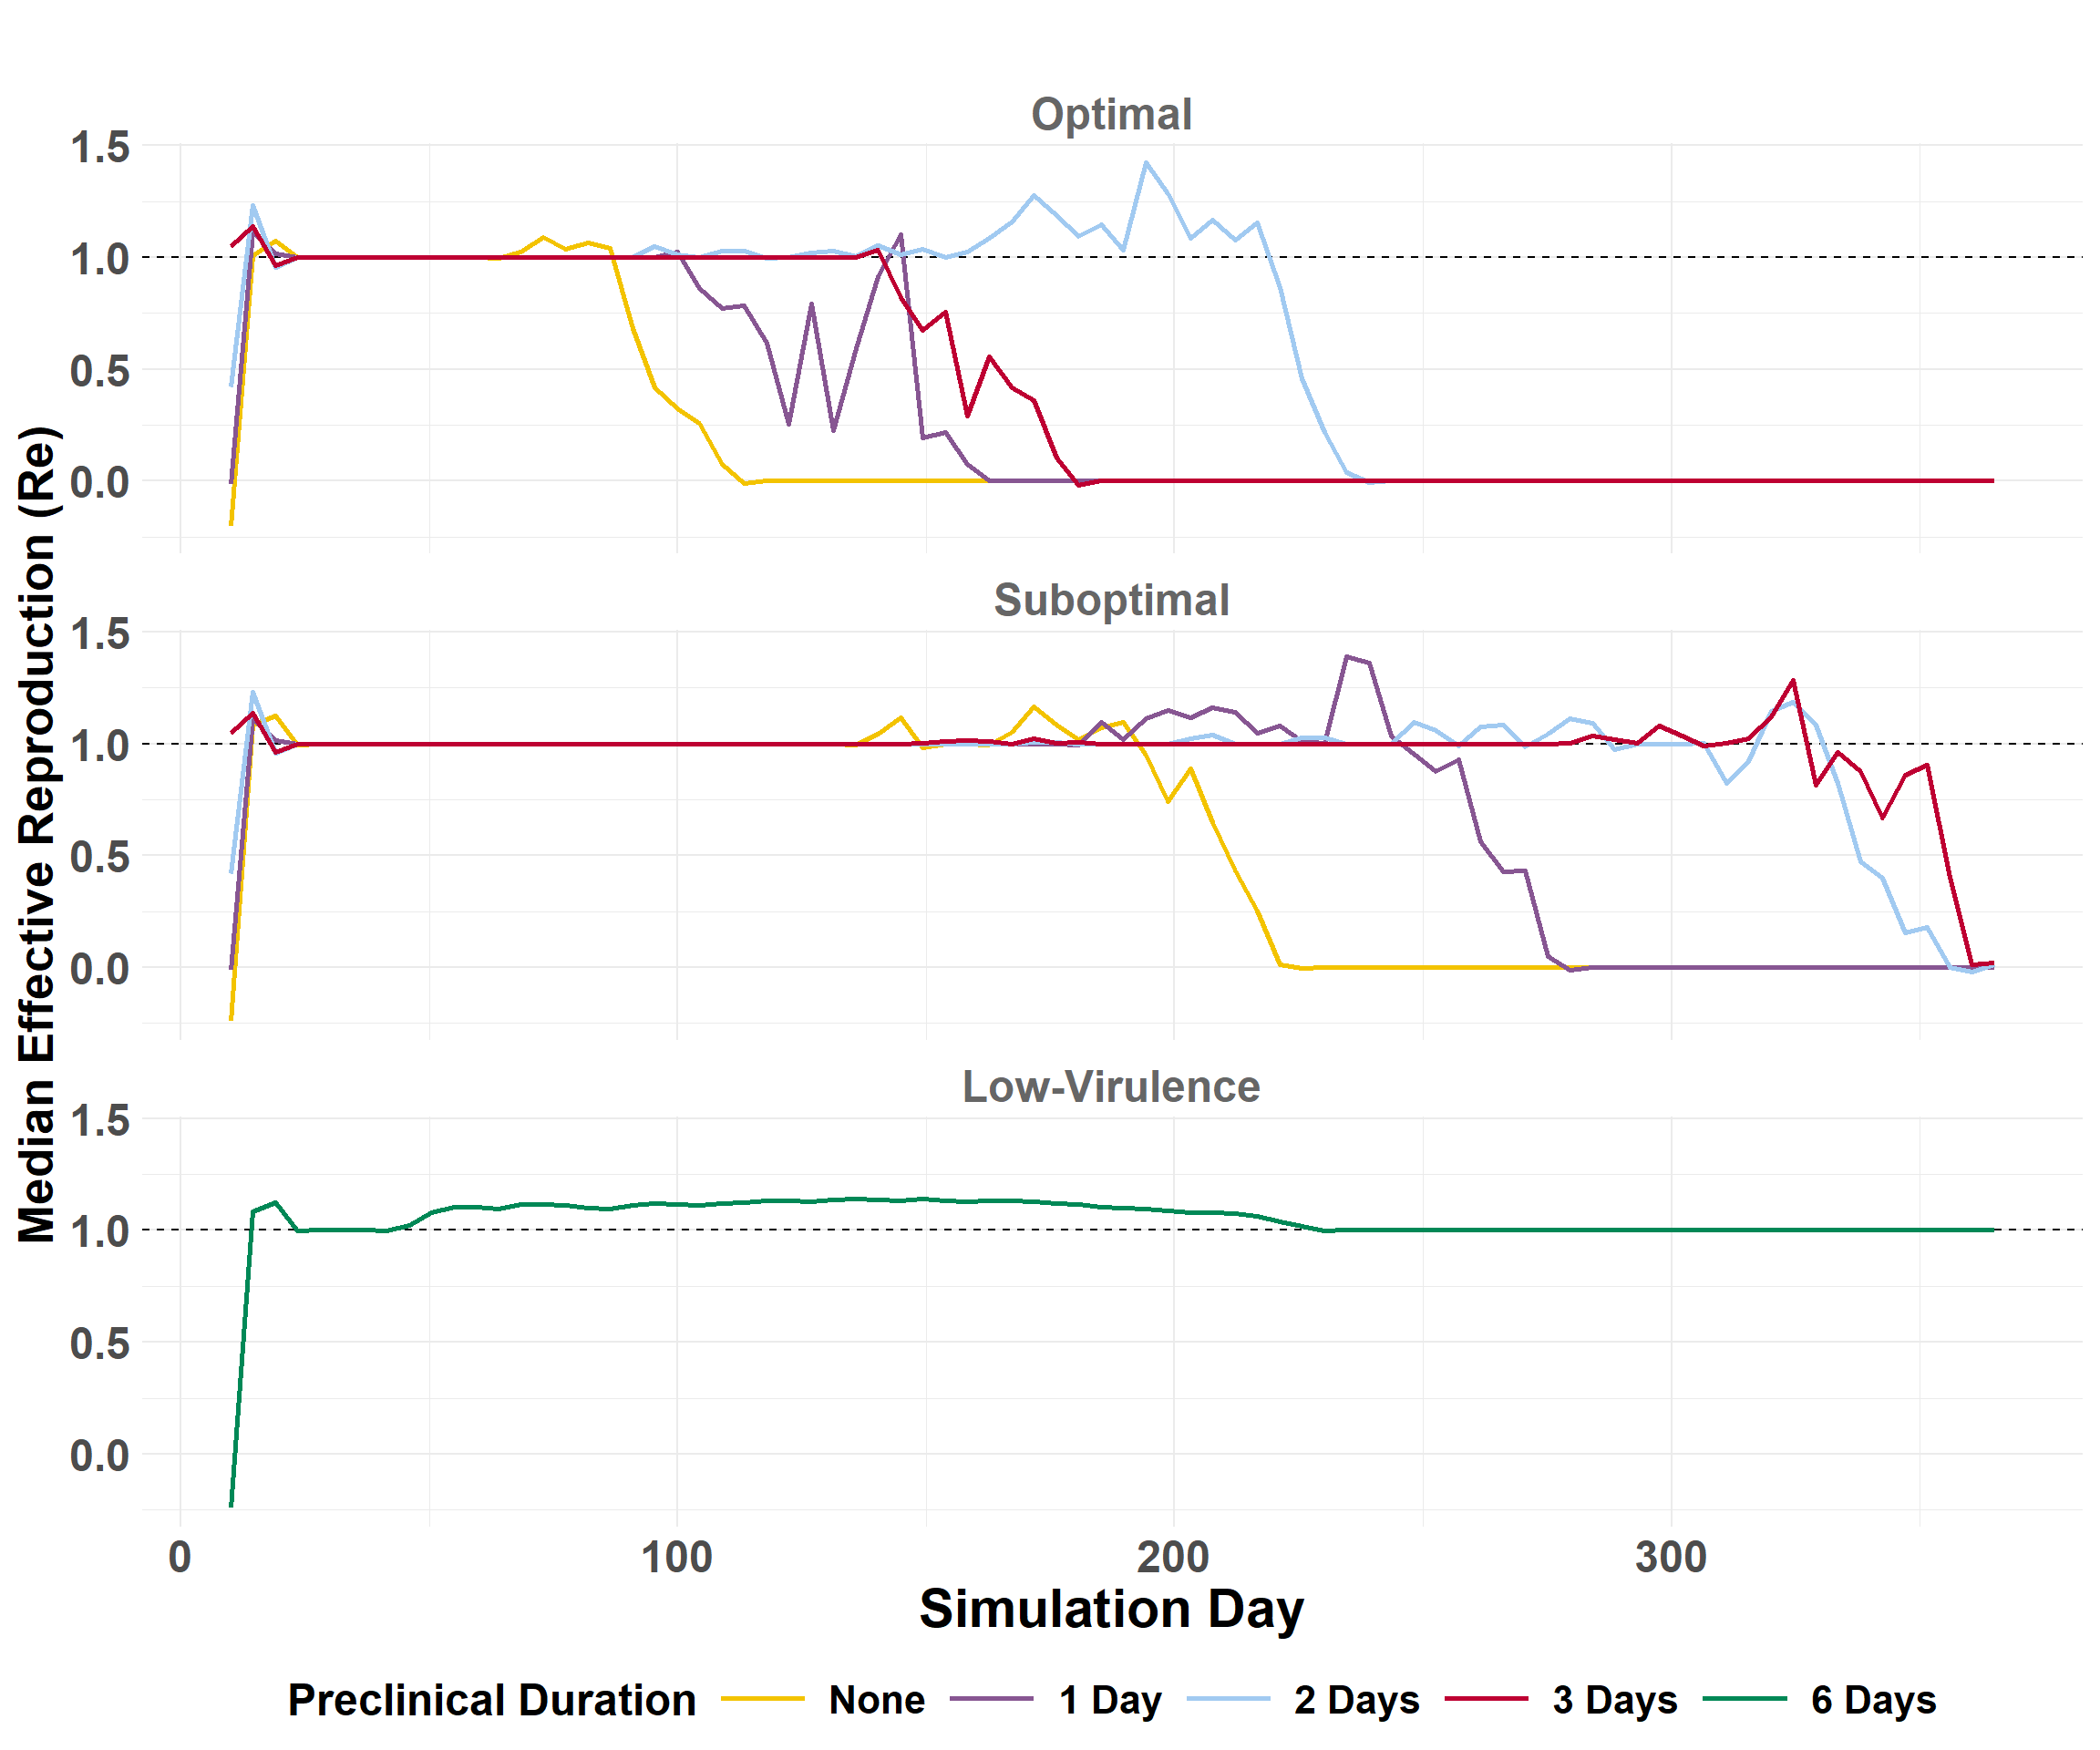 Optimal
1.5
1.0
0.5
0.0
Suboptimal
1.5
1.0
0.5
0.0
Low-Virulence
1.5
1.0
0.5
0.0
Median Effective Reproduction (Re)
0 100 200 300
Simulation Day
Preclinical Duration None 1 Day 2 Days 3 Days 6 Days